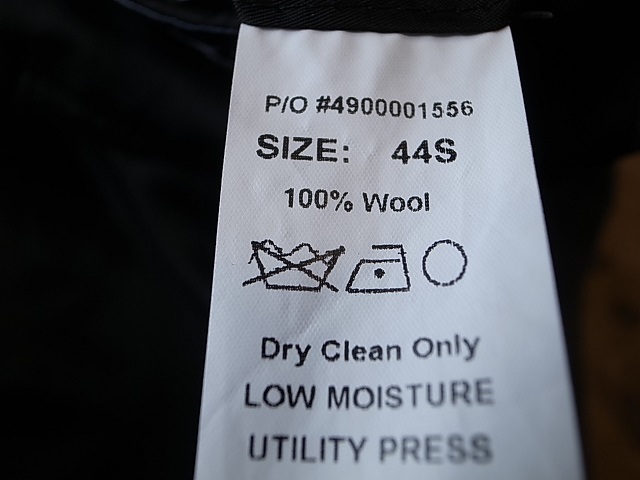 P/O #4900001556
SIZE: 44S
100% Wool
Dry Clean Only
LOW MOISTURE
UTILITY PRESS